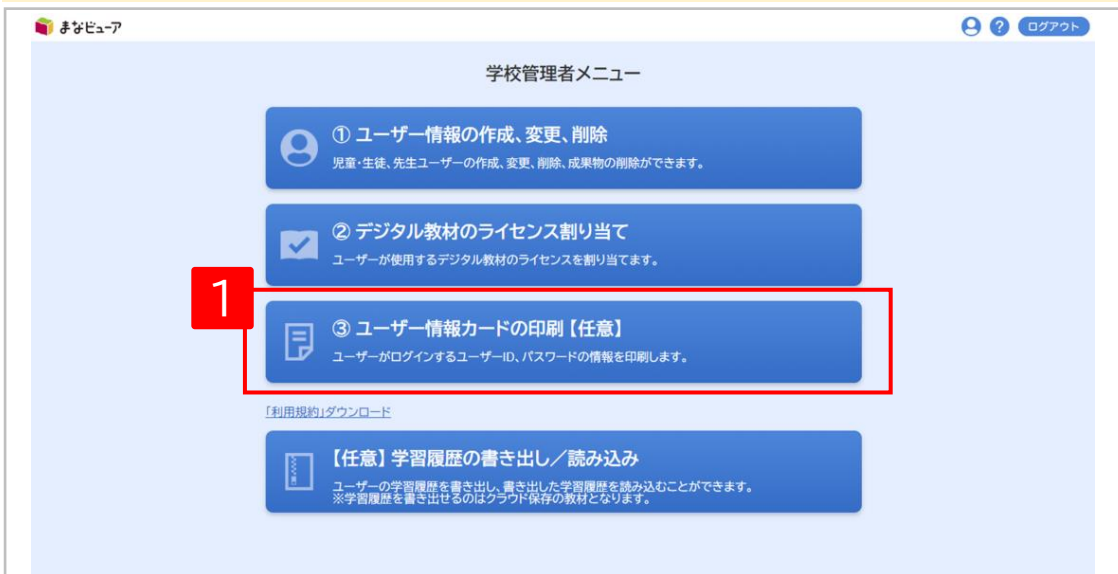 まなビューア
? ログアウト
学校管理者メニュー
① ユーザー情報の作成、変更、削除
児童・生徒、先生ユーザーの作成、変更、削除、成果物の削除ができます。
② デジタル教材のライセンス割り当て
ユーザーが使用するデジタル教材のライセンスを割り当てます。
1
③ ユーザー情報カードの印刷【任意】
ユーザーがログインするユーザーID、パスワードの情報を印刷します。
「利用規約」ダウンロード
【任意】学習履歴の書き出し／読み込み
ユーザーの学習履歴を書き出し、書き出した学習履歴を読み込むことができます。
※学習履歴を書き出せるのはクラウド保存の教材となります。